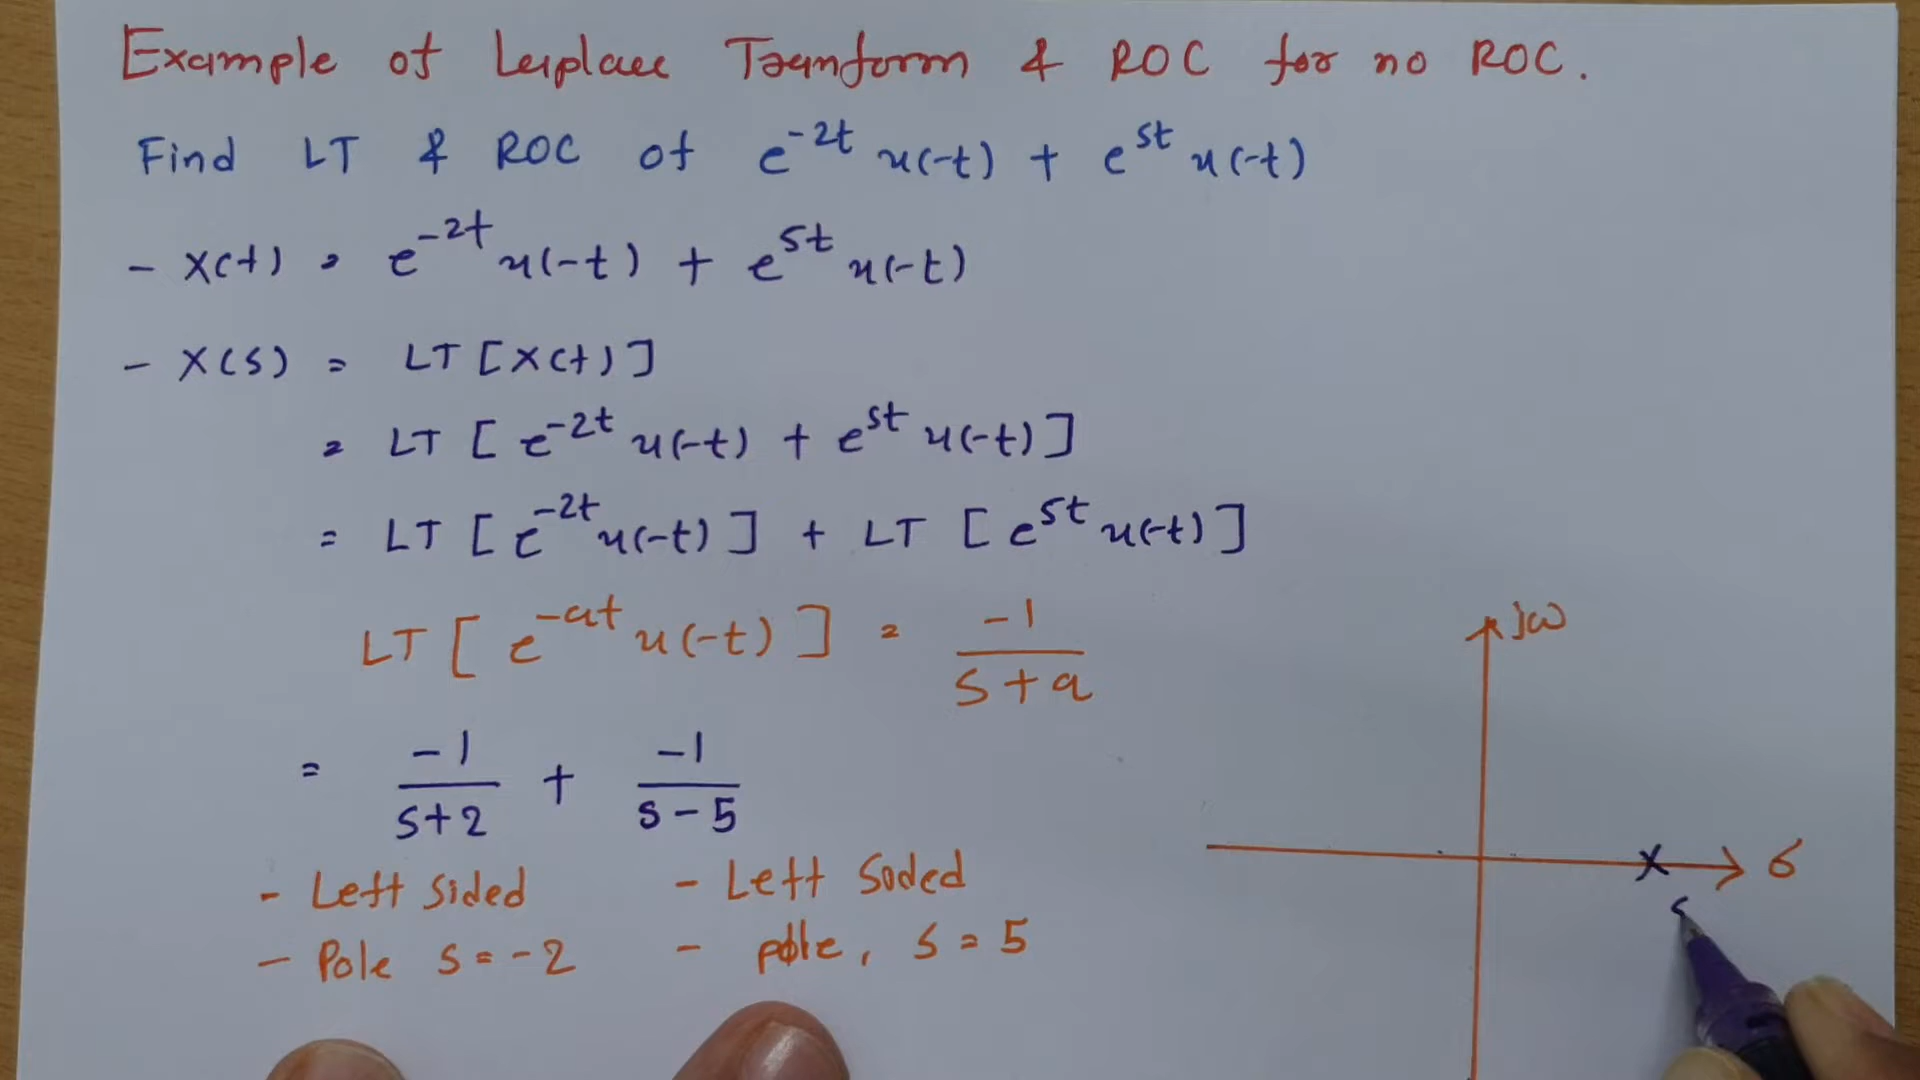 Example of Laplace Transform & ROC for no ROC.
Find LT & ROC of e^-2t u(-t) + e^5t u(-t)
- x(t) = e^-2t u(-t) + e^5t u(-t)
- X(s) = LT [x(t)]
= LT [e^-2t u(-t) + e^5t u(-t)]
= LT [e^-2t u(-t)] + LT [e^5t u(-t)]
LT [e^-at u(-t)] = -1/(s+a)
= -1/(s+2) + -1/(s-5)
- Left Sided - Left Soded
- Pole s = -2 - pole, s = 5
jω
σ